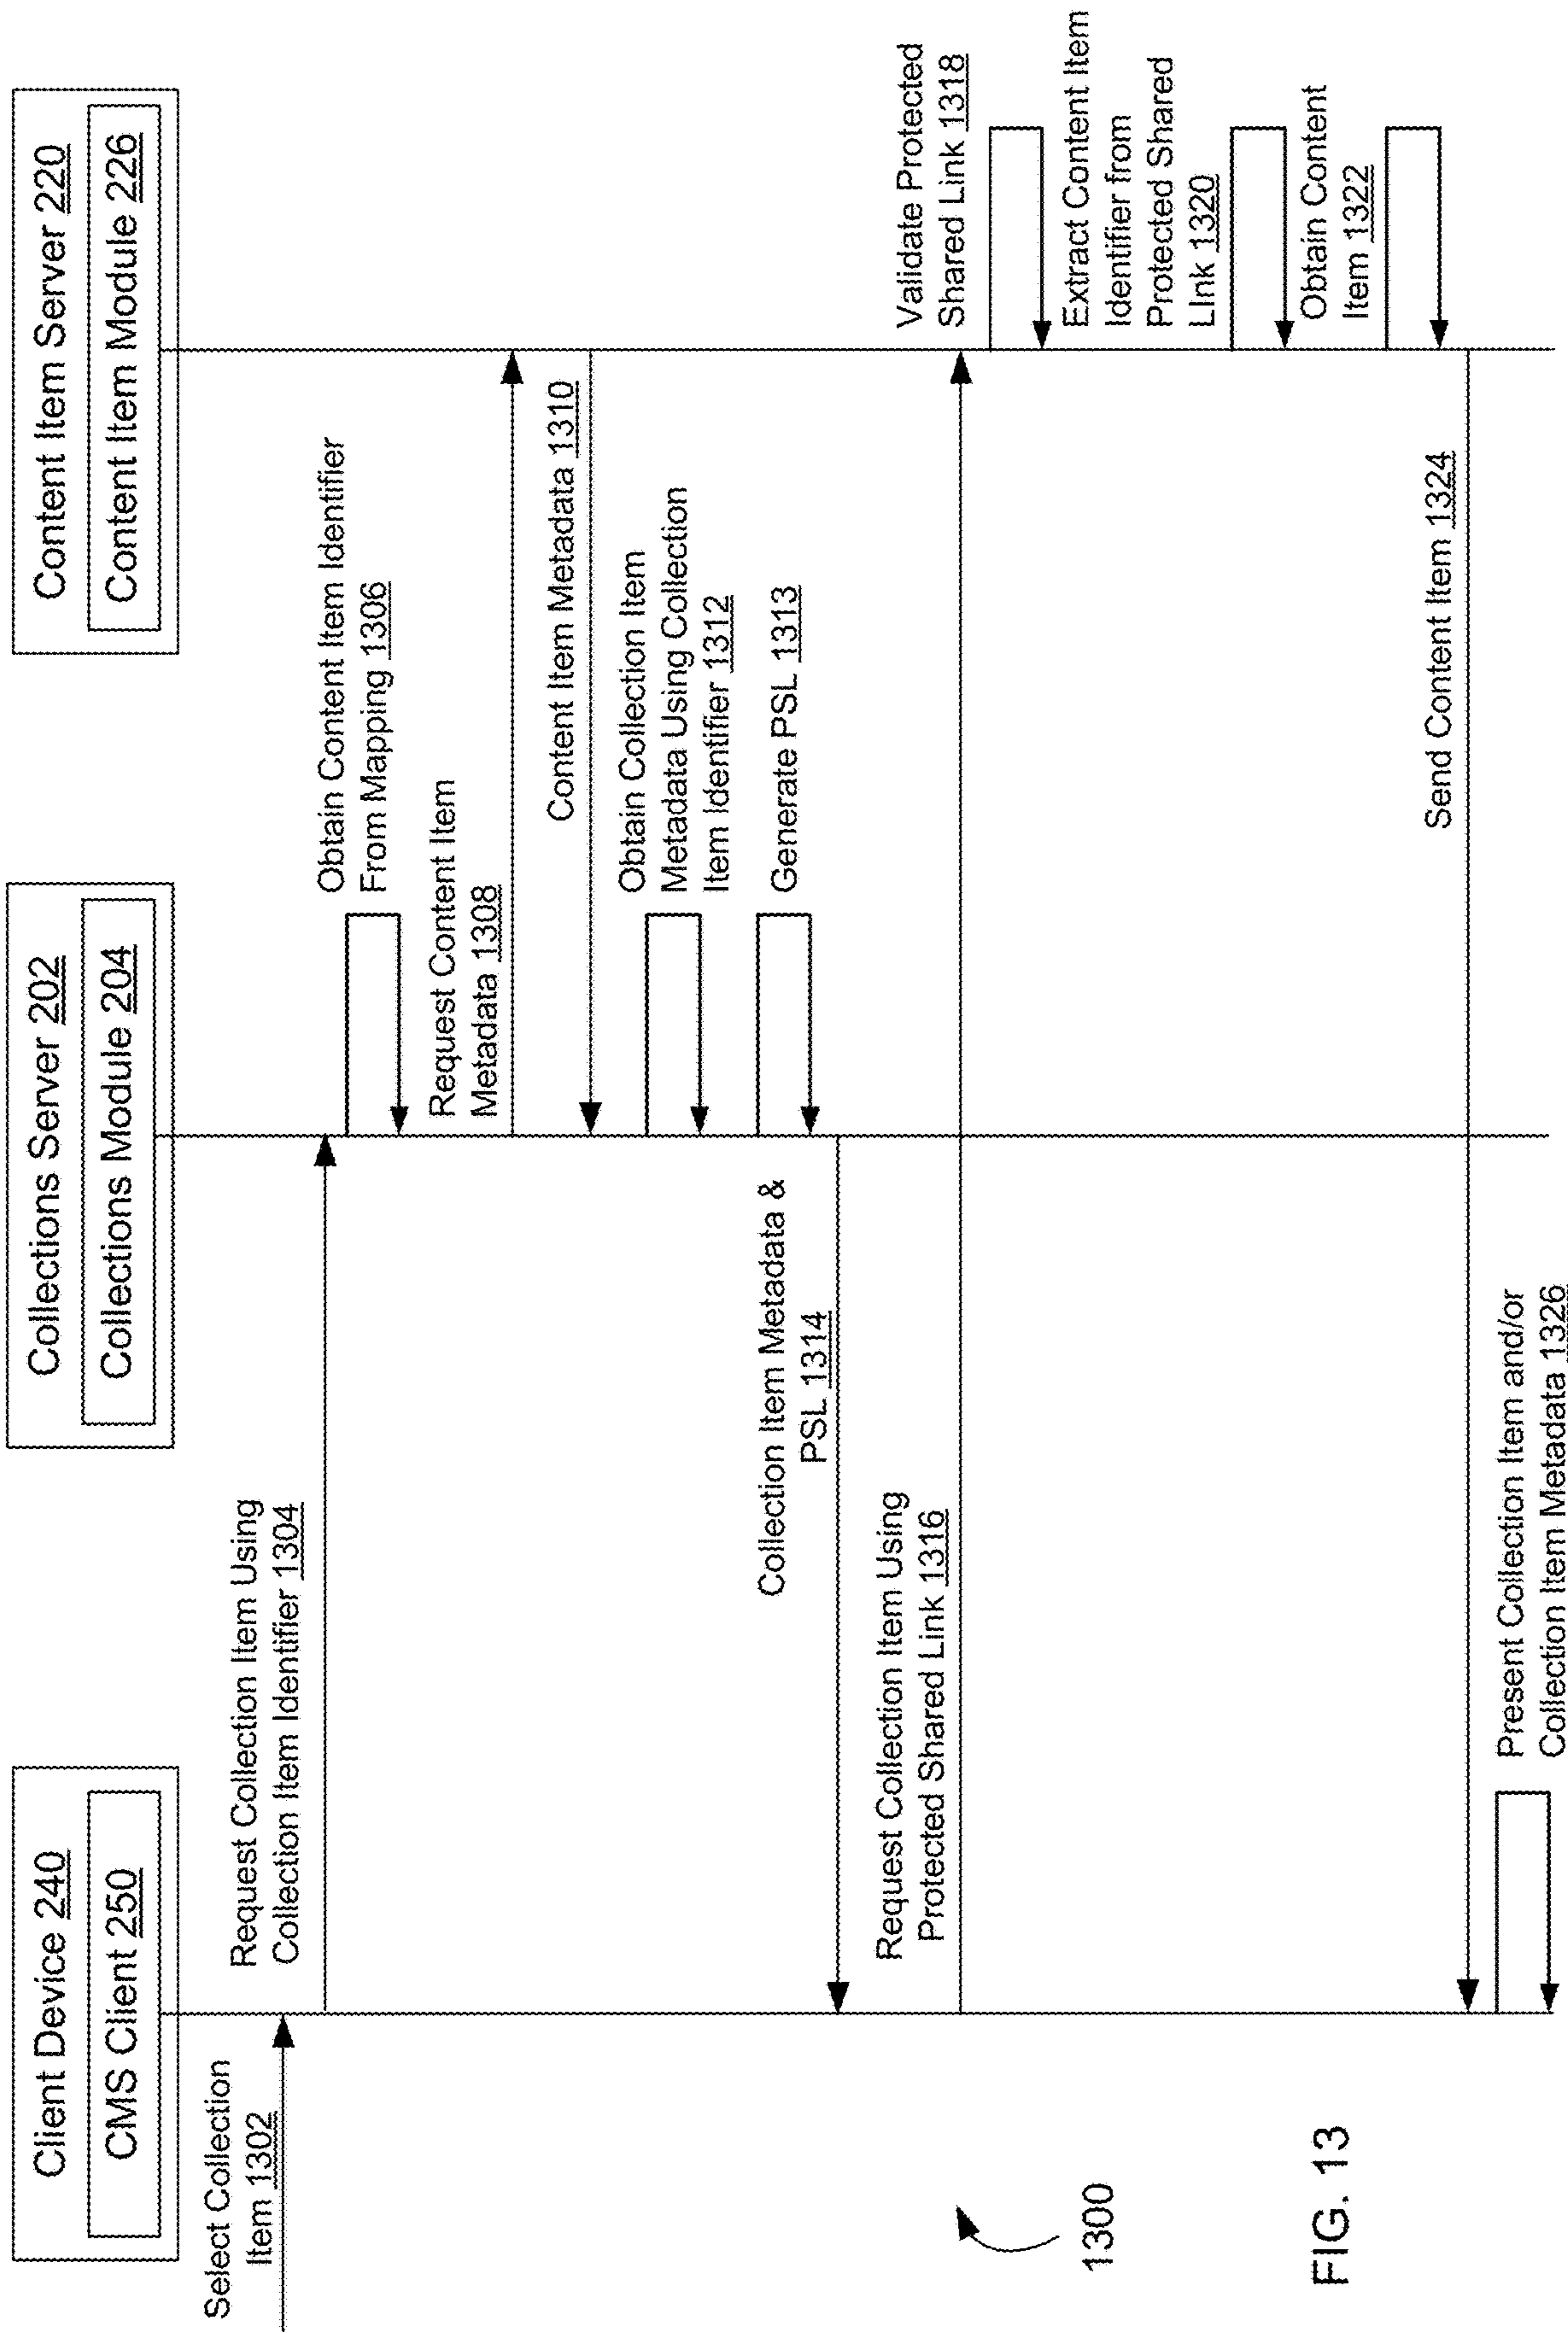 Client Device 240
CMS Client 250
Collections Server 202
Collections Module 204
Content Item Server 220
Content Item Module 226
Select Collection
Item 1302
Request Collection Item Using
Collection Item Identifier 1304
Obtain Content Item Identifier
From Mapping 1306
Request Content Item
Metadata 1308
Content Item Metadata 1310
Obtain Collection Item
Metadata Using Collection
Item Identifier 1312
Generate PSL 1313
Collection Item Metadata &
PSL 1314
Request Collection Item Using
Protected Shared Link 1316
Validate Protected
Shared Link 1318
Extract Content Item
Identifier from
Protected Shared
LInk 1320
Obtain Content
Item 1322
Send Content Item 1324
Present Collection Item and/or
Collection Item Metadata 1326
1300
FIG. 13